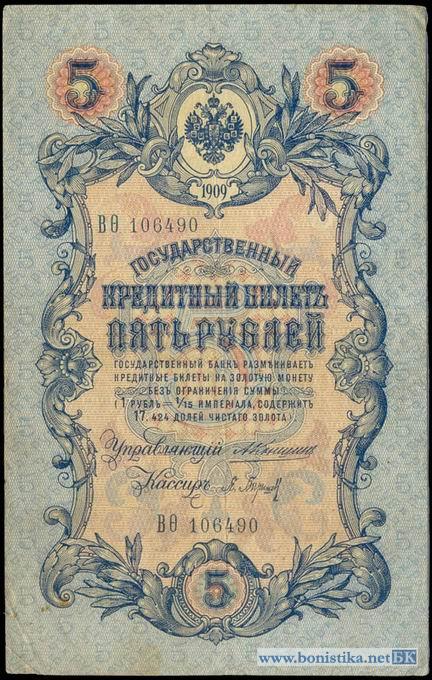 5 5
1909
ВѲ 106490
ГОСУДАРСТВЕННЫЙ
КРЕДИТНЫЙ БИЛЕТЪ
ПЯТЬ РУБЛЕЙ
ГОСУДАРСТВЕННЫЙ БАНКЪ РАЗМѢНИВАЕТЪ
КРЕДИТНЫЕ БИЛЕТЫ НА ЗОЛОТУЮ МОНЕТУ
БЕЗЪ ОГРАНИЧЕНІЯ СУММЫ
(1 РУБЛЬ = 1/15 ИМПЕРІАЛА, СОДЕРЖИТЪ
17,424 ДОЛЕЙ ЧИСТАГО ЗОЛОТА).
Управляющій
Кассиръ
ВѲ 106490
5
www.bonistika.net БК